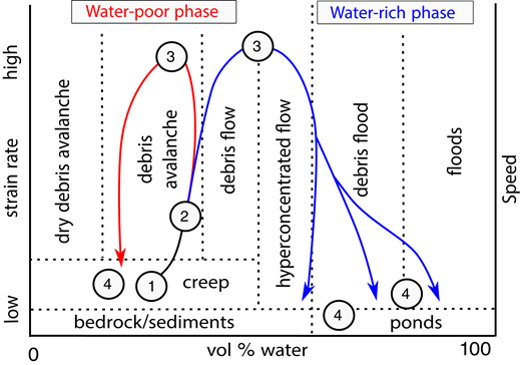 Water-poor phase
Water-rich phase
high
strain rate
low
dry debris avalanche
debris
avalanche
debris flow
hyperconcentrated flow
debris flood
floods
Speed
3
3
2
4
1
creep
4
4
bedrock/sediments
ponds
0
vol % water
100